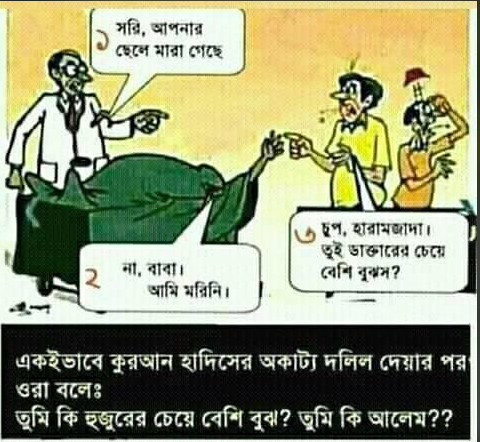 ১ সরি, আপনার
ছেলে মারা গেছে
২ না, বাবা।
আমি মরিনি।
৩ চুপ, হারামজাদা।
তুই ডাক্তারের চেয়ে
বেশি বুঝস?
একইভাবে কুরআন হাদিসের অকাট্য দলিল দেয়ার পর
ওরা বলেঃ
তুমি কি হুজুরের চেয়ে বেশি বুঝ? তুমি কি আলেম??